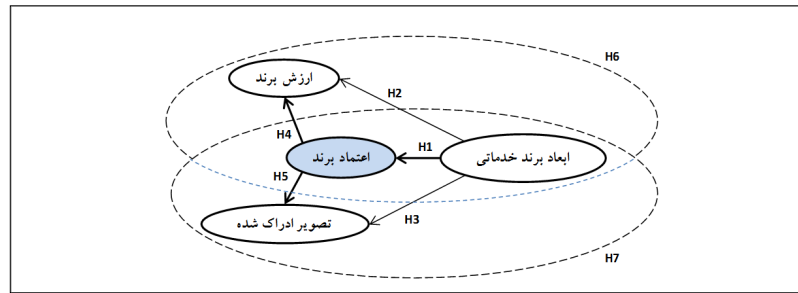 H6
ارزش برند
H2
H4
H1
اعتماد برند
ابعاد برند خدماتی
H5
تصویر ادراک شده
H3
H7